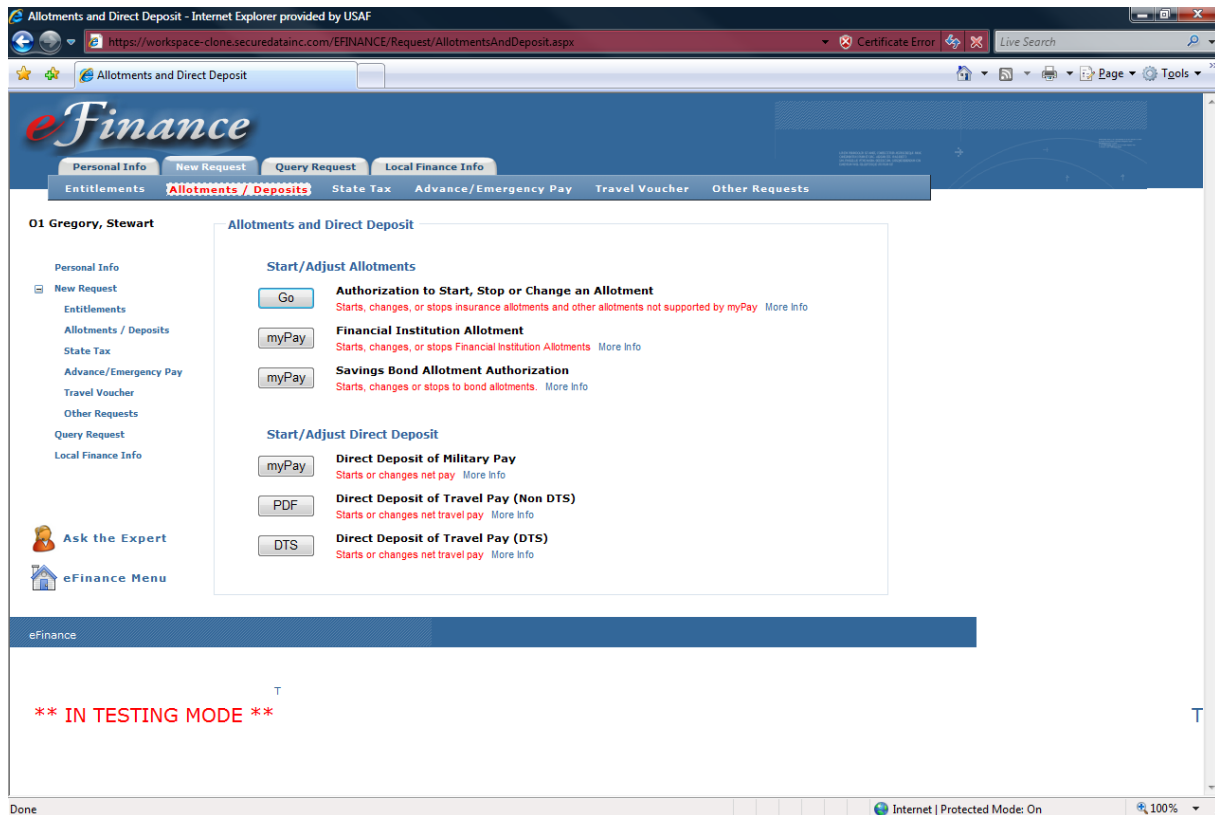 Allotments and Direct Deposit - Internet Explorer provided by USAF
https://workspace-clone.securedatainc.com/EFINANCE/Request/AllotmentsAndDeposit.aspx
Certificate Error
Live Search
Allotments and Direct Deposit
Page
Tools
eFinance
Personal Info
New Request
Query Request
Local Finance Info
Entitlements
Allotments / Deposits
State Tax
Advance/Emergency Pay
Travel Voucher
Other Requests
O1 Gregory, Stewart
Personal Info
New Request
Entitlements
Allotments / Deposits
State Tax
Advance/Emergency Pay
Travel Voucher
Other Requests
Query Request
Local Finance Info
Ask the Expert
eFinance Menu
Allotments and Direct Deposit
Start/Adjust Allotments
Go
Authorization to Start, Stop or Change an Allotment
Starts, changes, or stops insurance allotments and other allotments not supported by myPay More Info
myPay
Financial Institution Allotment
Starts, changes, or stops Financial Institution Allotments More Info
myPay
Savings Bond Allotment Authorization
Starts, changes or stops to bond allotments. More Info
Start/Adjust Direct Deposit
myPay
Direct Deposit of Military Pay
Starts or changes net pay More Info
PDF
Direct Deposit of Travel Pay (Non DTS)
Starts or changes net travel pay More Info
DTS
Direct Deposit of Travel Pay (DTS)
Starts or changes net travel pay More Info
eFinance
T
** IN TESTING MODE **
T
Done
Internet | Protected Mode: On
100%